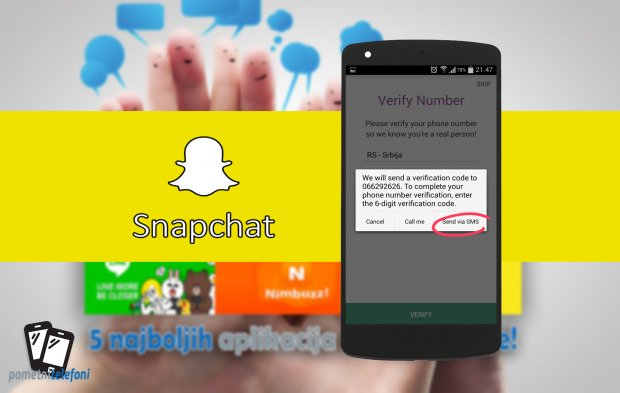 78% 21.47
SKIP
Verify Number
Please verify your phone number
so we know you're a real person!
RS - Srbija
We will send a verification code to
066292626. To complete your
phone number verification, enter
the 6-digit verification code.
Cancel Call me Send via SMS
VERIFY
Snapchat
LINE MORE
BE CLOSER
N
Nimbuzz!
5 najboljih aplikacija e!
pametnitelefoni